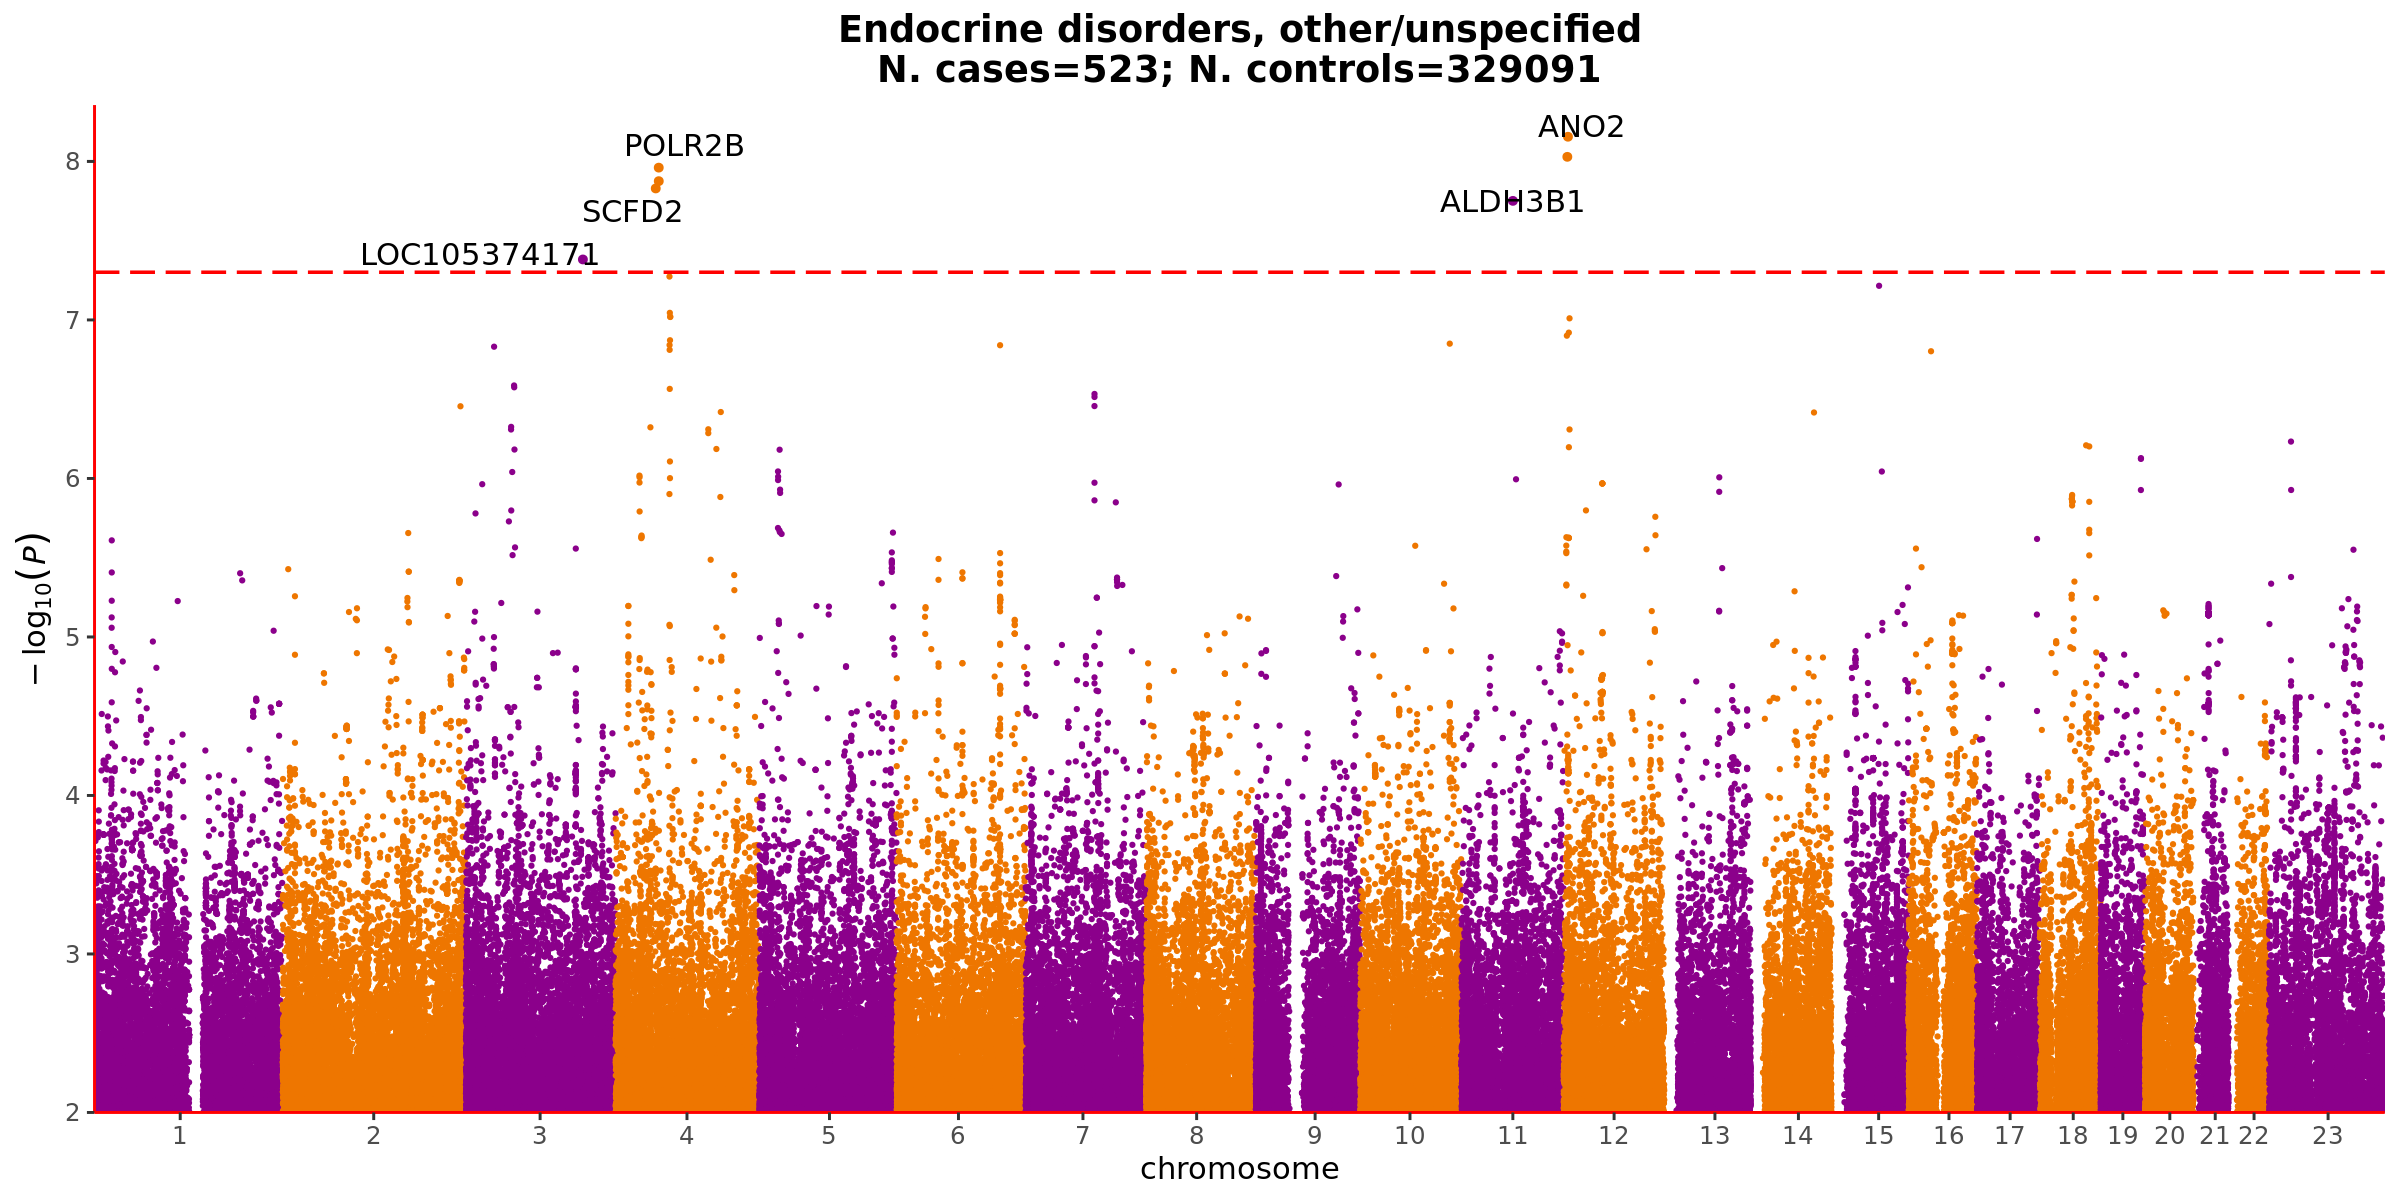 Endocrine disorders, other/unspecified
N. cases=523; N. controls=329091
ANO2
POLR2B
8
ALDH3B1
SCFD2
LOC105374171
7
6
− log₁₀(P)
5
4
3
2
1 2 3 4 5 6 7 8 9 10 11 12 13 14 15 16 17 18 19 20 21 22 23
chromosome